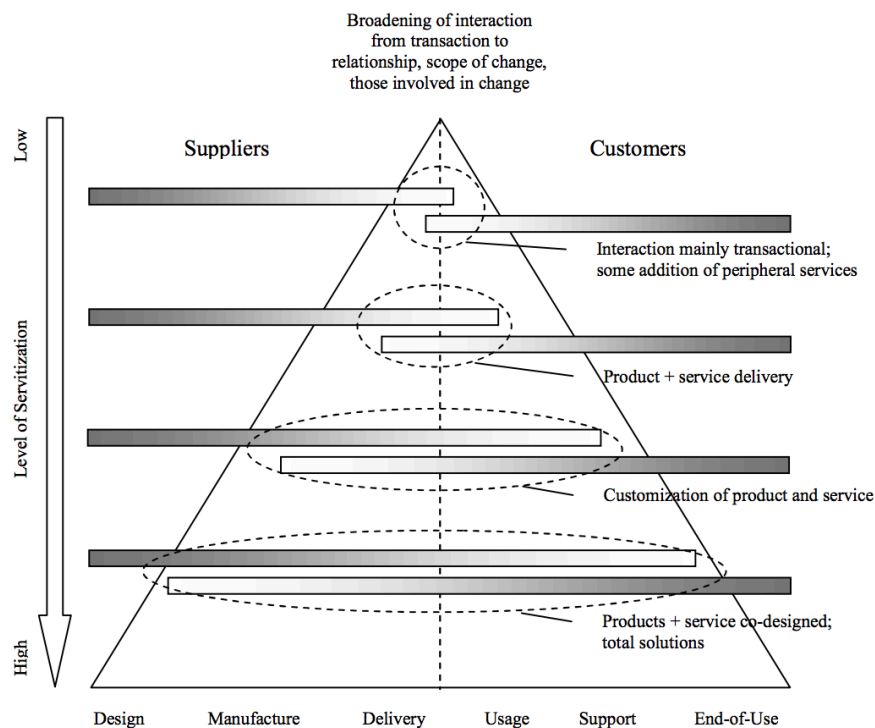 Broadening of interaction
from transaction to
relationship, scope of change,
those involved in change
Low
Suppliers
Customers
Interaction mainly transactional;
some addition of peripheral services
Level of Servitization
Product + service delivery
Customization of product and service
Products + service co-designed;
total solutions
High
Design Manufacture Delivery Usage Support End-of-Use